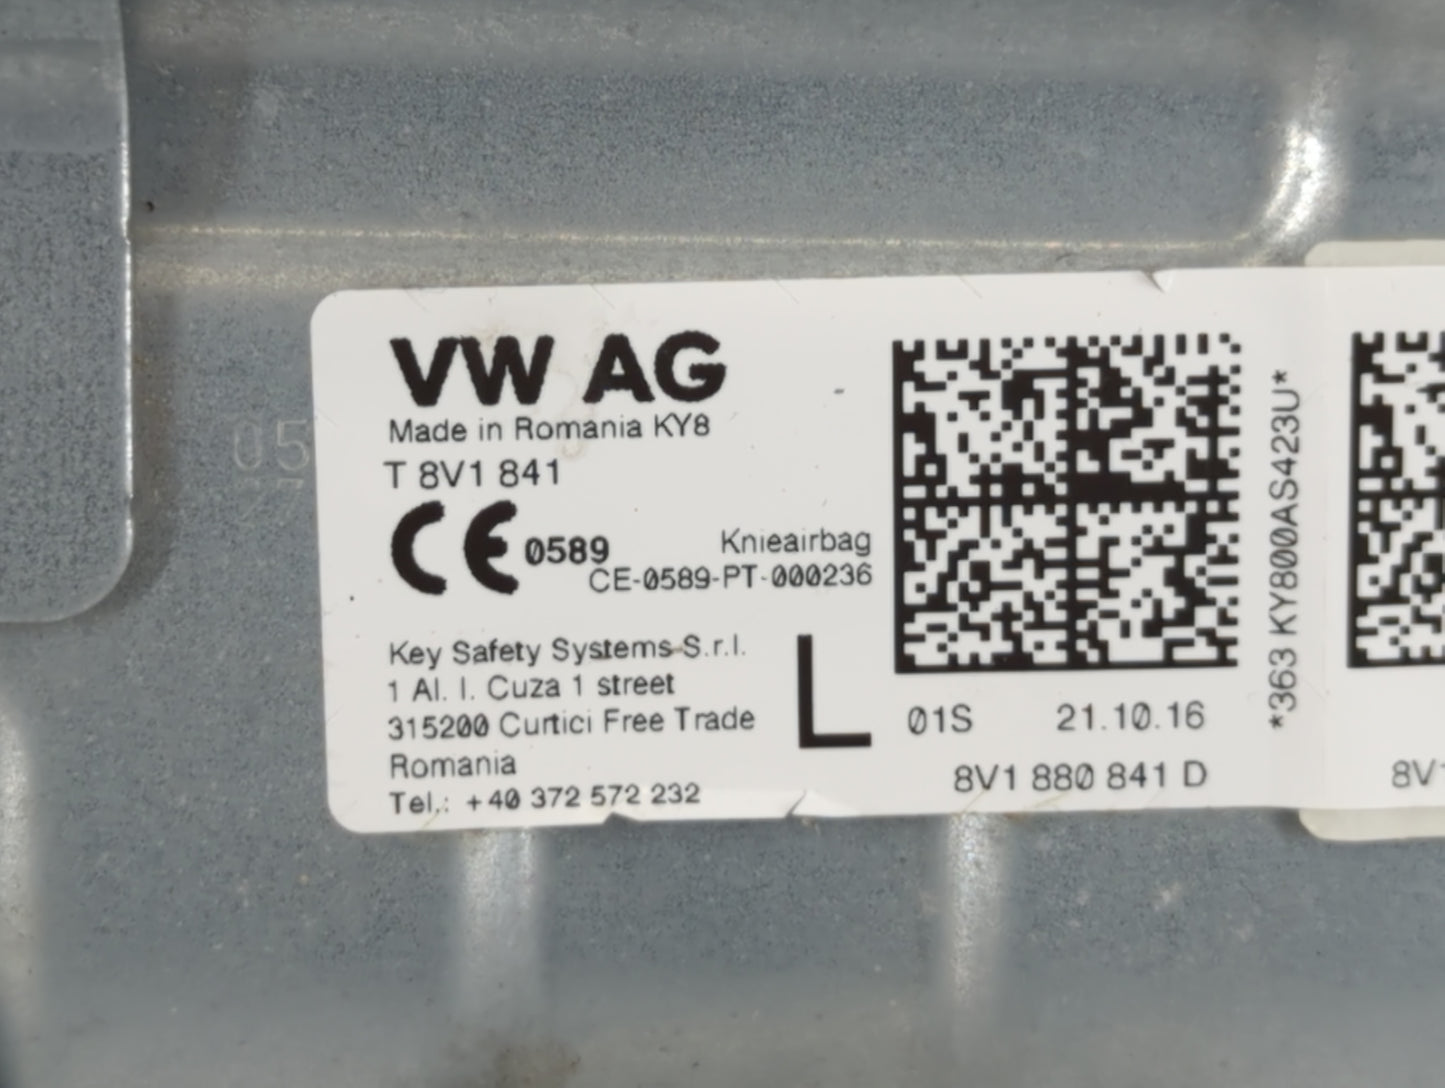 05
VW AG
Made in Romania KY8
T 8V1 841
CE 0589
Knieairbag
CE-0589-PT-000236
Key Safety Systems S.r.l.
1 Al. I. Cuza 1 street
315200 Curtici Free Trade
Romania
Tel.: +40 372 572 232
L
01S 21.10.16
8V1 880 841 D
*363 KY800AS423U*
8V1